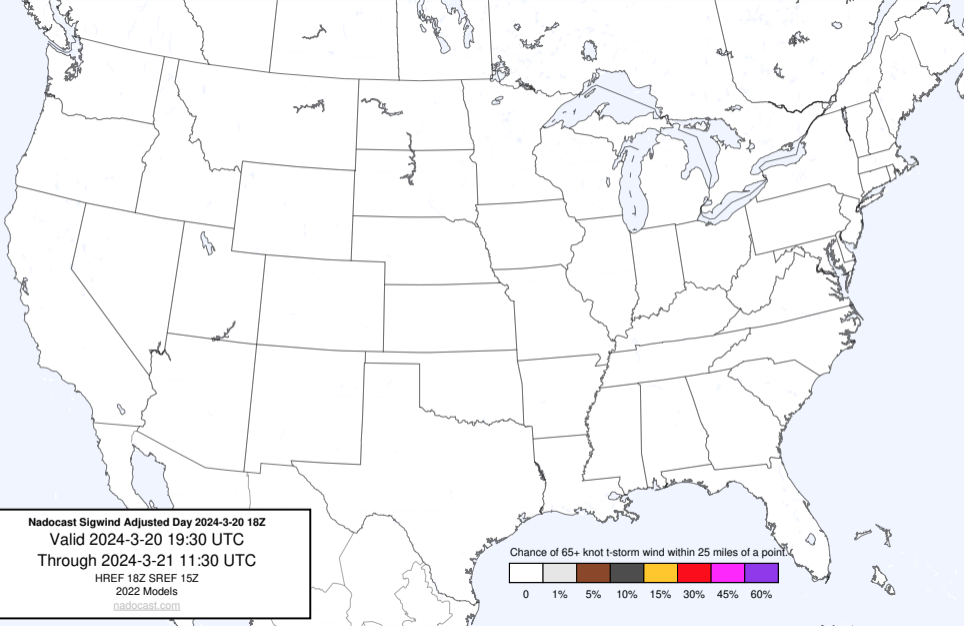 Nadocast Sigwind Adjusted Day 2024-3-20 18Z
Valid 2024-3-20 19:30 UTC
Through 2024-3-21 11:30 UTC
HREF 18Z SREF 15Z
2022 Models
nadocast.com
Chance of 65+ knot t-storm wind within 25 miles of a point.
0 1% 5% 10% 15% 30% 45% 60%